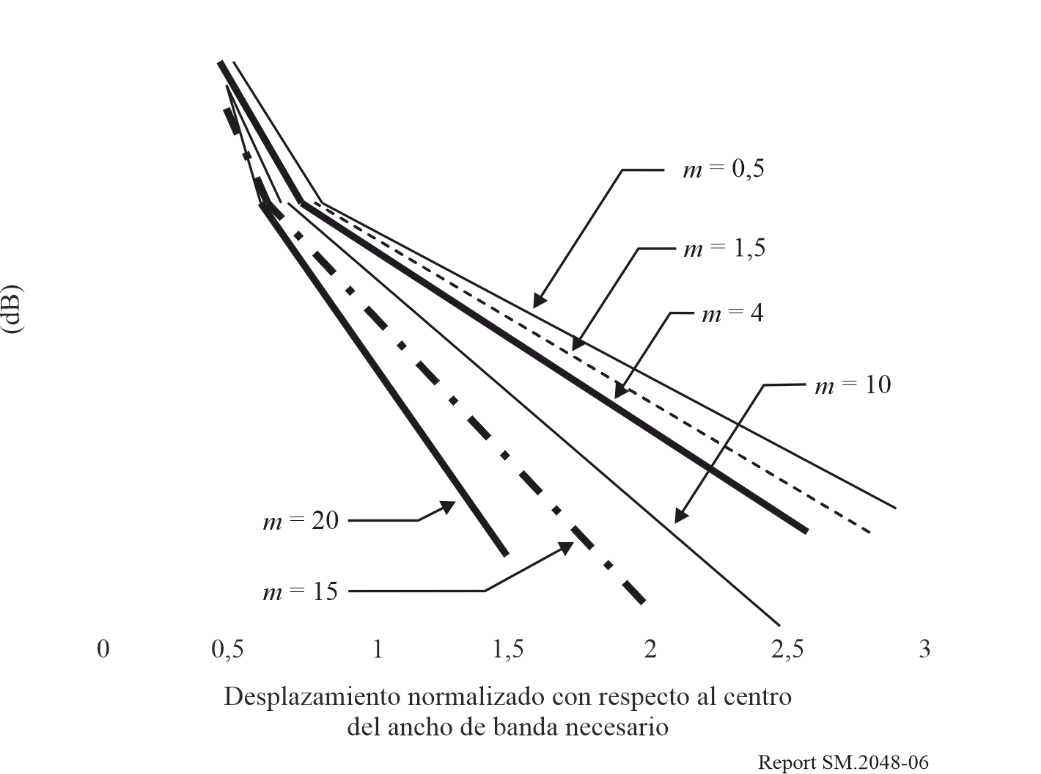 m = 0,5
m = 1,5
m = 4
m = 10
(dB)
m = 20
m = 15
0 0,5 1 1,5 2 2,5 3
Desplazamiento normalizado con respecto al centro
del ancho de banda necesario
Report SM.2048-06